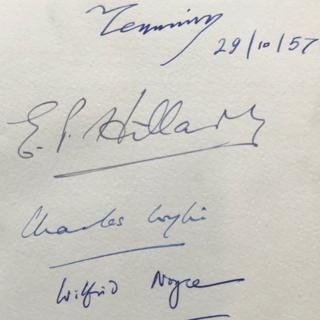 Tenzing
29/10/57
E.P. Hillary
Charles Wylie
Wilfrid Noyce